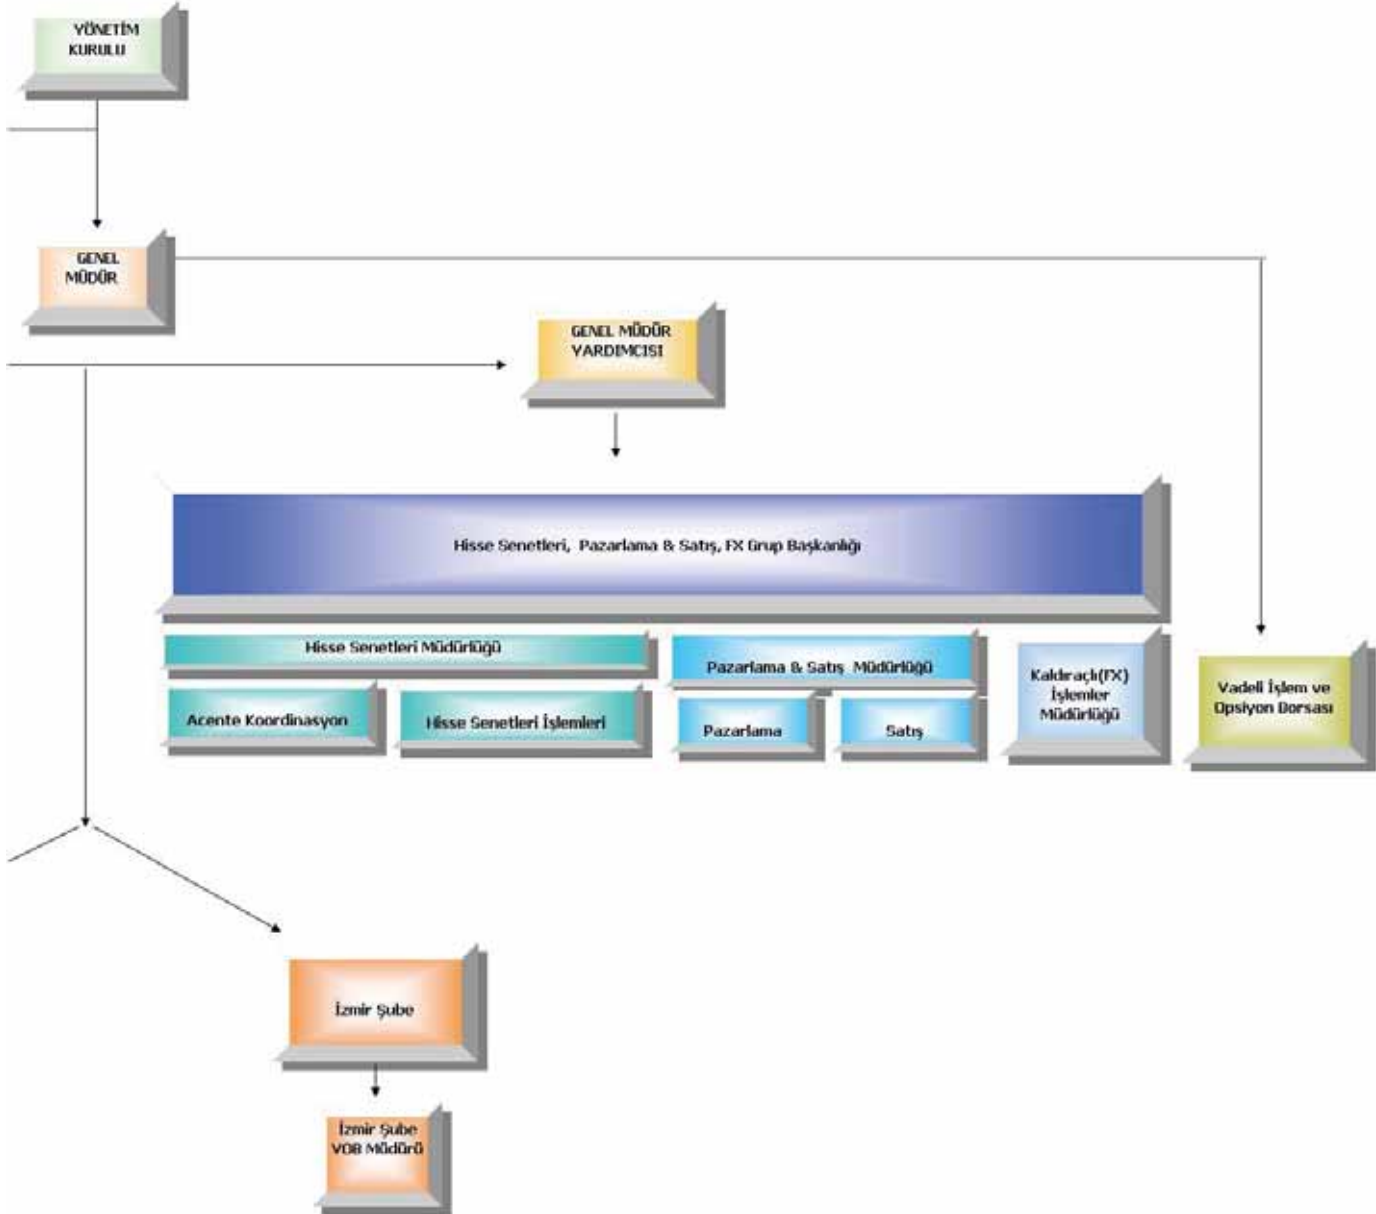 YÖNETİM
KURULU
GENEL
MÜDÜR
GENEL MÜDÜR
YARDIMCISI
Hisse Senetleri, Pazarlama & Satış, FX Grup Başkanlığı
Hisse Senetleri Müdürlüğü
Pazarlama & Satış Müdürlüğü
Kaldıraçlı(FX)
İşlemler
Müdürlüğü
Vadeli İşlem ve
Opsiyon Borsası
Acente Koordinasyon
Hisse Senetleri İşlemleri
Pazarlama
Satış
İzmir Şube
İzmir Şube
VOB Müdürü